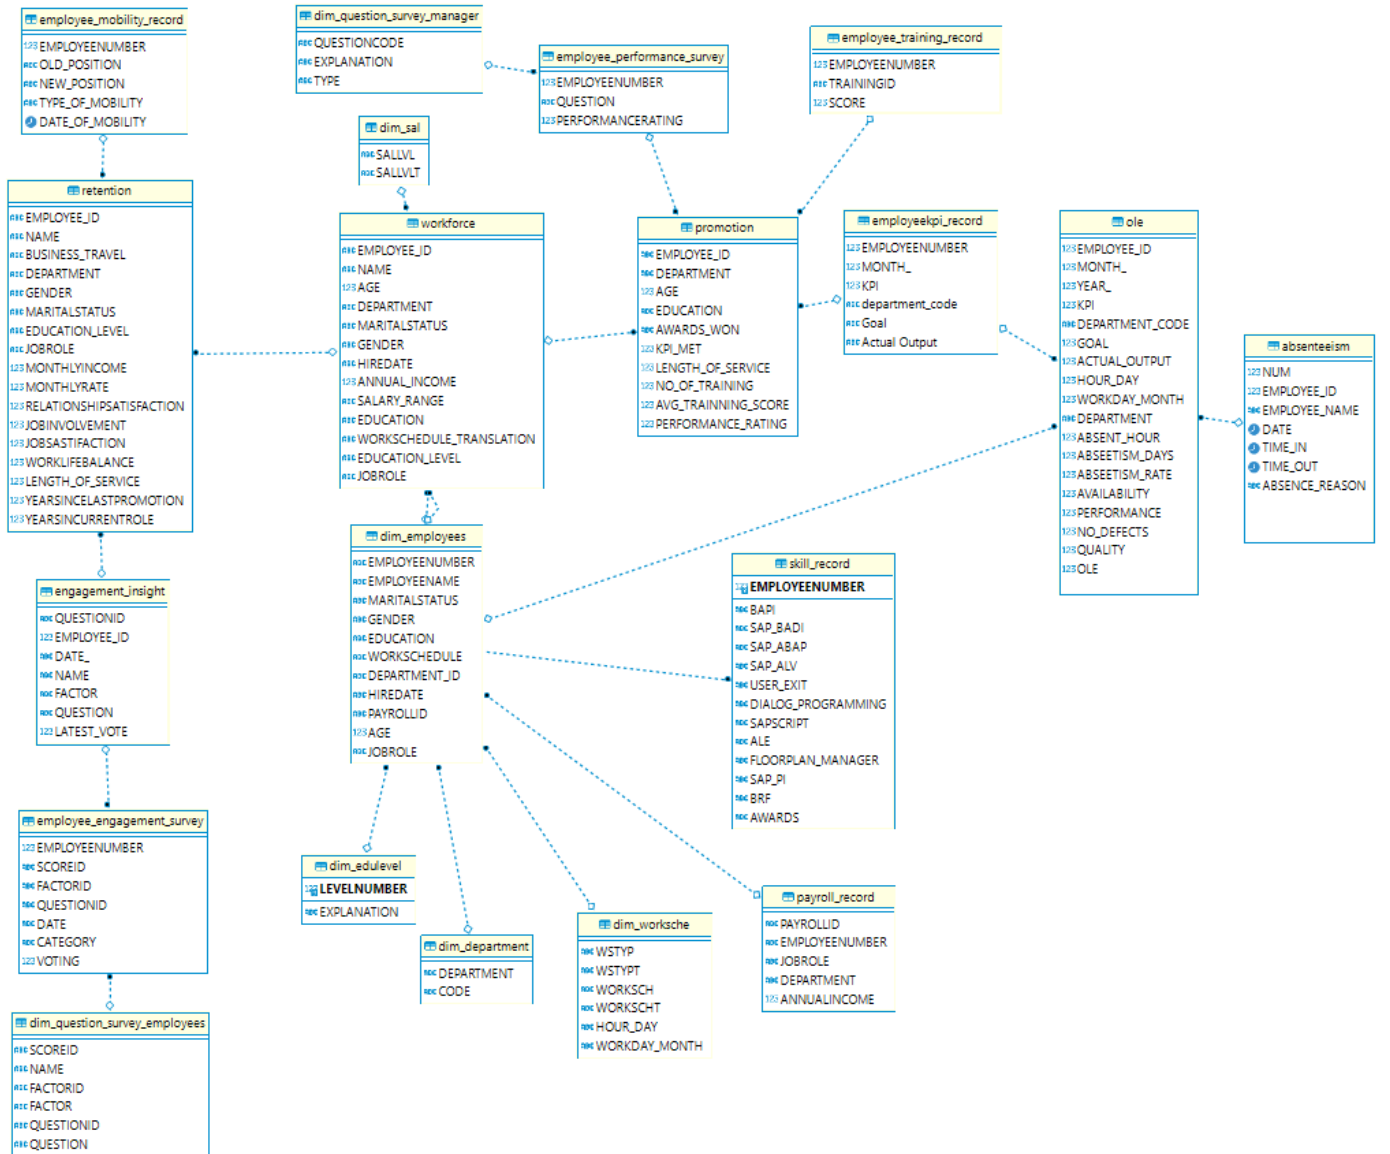 employee_mobility_record
EMPLOYEENUMBER
OLD_POSITION
NEW_POSITION
TYPE_OF_MOBILITY
DATE_OF_MOBILITY
dim_question_survey_manager
QUESTIONCODE
EXPLANATION
TYPE
employee_performance_survey
EMPLOYEENUMBER
QUESTION
PERFORMANCERATING
employee_training_record
EMPLOYEENUMBER
TRAININGID
SCORE
dim_sal
SALLVL
SALLVLT
retention
EMPLOYEE_ID
NAME
BUSINESS_TRAVEL
DEPARTMENT
GENDER
MARITALSTATUS
EDUCATION_LEVEL
JOBROLE
MONTHLYINCOME
MONTHLYRATE
RELATIONSHIPSATISFACTION
JOBINVOLVEMENT
JOBSASTIFACTION
WORKLIFEBALANCE
LENGTH_OF_SERVICE
YEARSINCELASTPROMOTION
YEARSINCURRENTROLE
workforce
EMPLOYEE_ID
NAME
AGE
DEPARTMENT
MARITALSTATUS
GENDER
HIREDATE
ANNUAL_INCOME
SALARY_RANGE
EDUCATION
WORKSCHEDULE_TRANSLATION
EDUCATION_LEVEL
JOBROLE
promotion
EMPLOYEE_ID
DEPARTMENT
AGE
EDUCATION
AWARDS_WON
KPI_MET
LENGTH_OF_SERVICE
NO_OF_TRAINING
AVG_TRAINNING_SCORE
PERFORMANCE_RATING
employeekpi_record
EMPLOYEENUMBER
MONTH_
KPI
department_code
Goal
Actual Output
ole
EMPLOYEE_ID
MONTH_
YEAR_
KPI
DEPARTMENT_CODE
GOAL
ACTUAL_OUTPUT
HOUR_DAY
WORKDAY_MONTH
DEPARTMENT
ABSENT_HOUR
ABSEETISM_DAYS
ABSEETISM_RATE
AVAILABILITY
PERFORMANCE
NO_DEFECTS
QUALITY
OLE
absenteeism
NUM
EMPLOYEE_ID
EMPLOYEE_NAME
DATE
TIME_IN
TIME_OUT
ABSENCE_REASON
dim_employees
EMPLOYEENUMBER
EMPLOYEENAME
MARITALSTATUS
GENDER
EDUCATION
WORKSCHEDULE
DEPARTMENT_ID
HIREDATE
PAYROLLID
AGE
JOBROLE
skill_record
EMPLOYEENUMBER
BAPI
SAP_BADI
SAP_ABAP
SAP_ALV
USER_EXIT
DIALOG_PROGRAMMING
SAPSCRIPT
ALE
FLOORPLAN_MANAGER
SAP_PI
BRF
AWARDS
engagement_insight
QUESTIONID
EMPLOYEE_ID
DATE_
NAME
FACTOR
QUESTION
LATEST_VOTE
employee_engagement_survey
EMPLOYEENUMBER
SCOREID
FACTORID
QUESTIONID
DATE
CATEGORY
VOTING
dim_edulevel
LEVELNUMBER
EXPLANATION
dim_department
DEPARTMENT
CODE
dim_worksche
WSTYP
WSTYPT
WORKSCH
WORKSCHT
HOUR_DAY
WORKDAY_MONTH
payroll_record
PAYROLLID
EMPLOYEENUMBER
JOBROLE
DEPARTMENT
ANNUALINCOME
dim_question_survey_employees
SCOREID
NAME
FACTORID
FACTOR
QUESTIONID
QUESTION